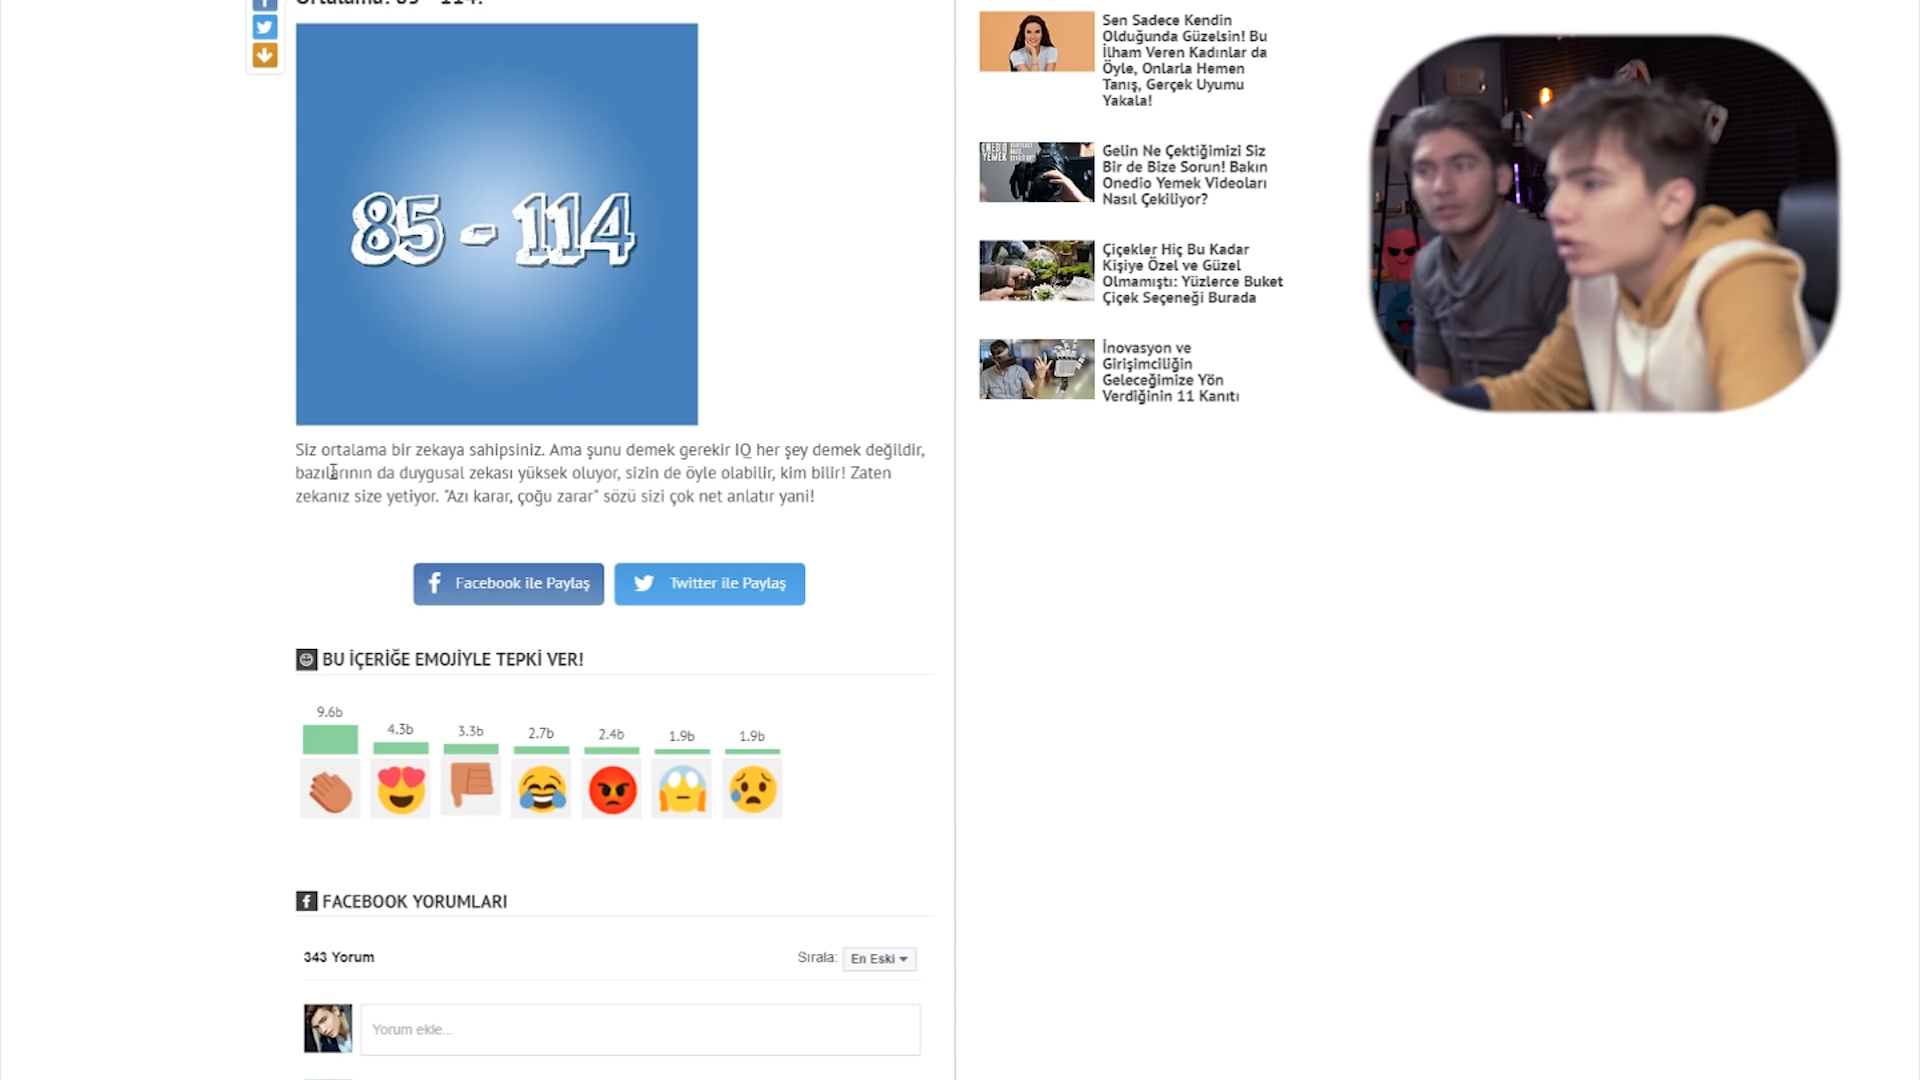 Ortalama: 85 - 114!
85 - 114
Siz ortalama bir zekaya sahipsiniz. Ama şunu demek gerekir IQ her şey demek değildir,
bazılarının da duygusal zekası yüksek oluyor, sizin de öyle olabilir, kim bilir! Zaten
zekanız size yetiyor. "Azı karar, çoğu zarar" sözü sizi çok net anlatır yani!
Facebook ile Paylaş
Twitter ile Paylaş
BU İÇERİĞE EMOJİYLE TEPKİ VER!
9.6b
4.3b
3.3b
2.7b
2.4b
1.9b
1.9b
FACEBOOK YORUMLARI
343 Yorum
Sırala: En Eski
Yorum ekle...
Sen Sadece Kendin
Olduğunda Güzelsin! Bu
İlham Veren Kadınlar da
Öyle, Onlarla Hemen
Tanış, Gerçek Uyumu
Yakala!
YEMEK
Gelin Ne Çektiğimizi Siz
Bir de Bize Sorun! Bakın
Onedio Yemek Videoları
Nasıl Çekiliyor?
Çiçekler Hiç Bu Kadar
Kişiye Özel ve Güzel
Olmamıştı: Yüzlerce Buket
Çiçek Seçeneği Burada
İnovasyon ve
Girişimciliğin
Geleceğimize Yön
Verdiğinin 11 Kanıtı